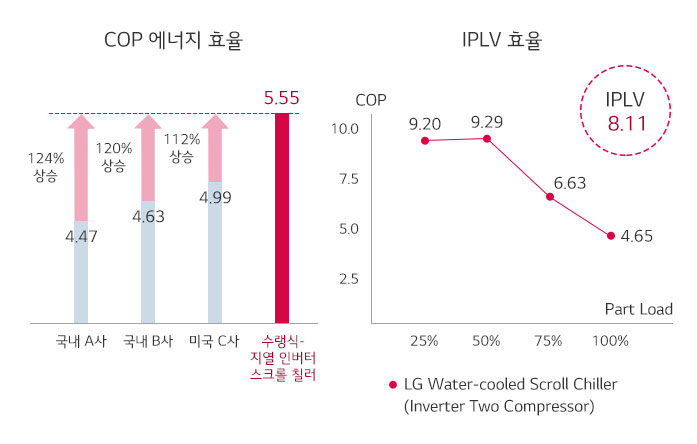 COP 에너지 효율
5.55
124%
상승
120%
상승
112%
상승
4.47
4.63
4.99
국내 A사
국내 B사
미국 C사
수랭식-
지열 인버터
스크롤 칠러
IPLV 효율
COP
IPLV
8.11
10.0
7.5
5.0
2.5
9.20
9.29
6.63
4.65
Part Load
25%
50%
75%
100%
LG Water-cooled Scroll Chiller
(Inverter Two Compressor)